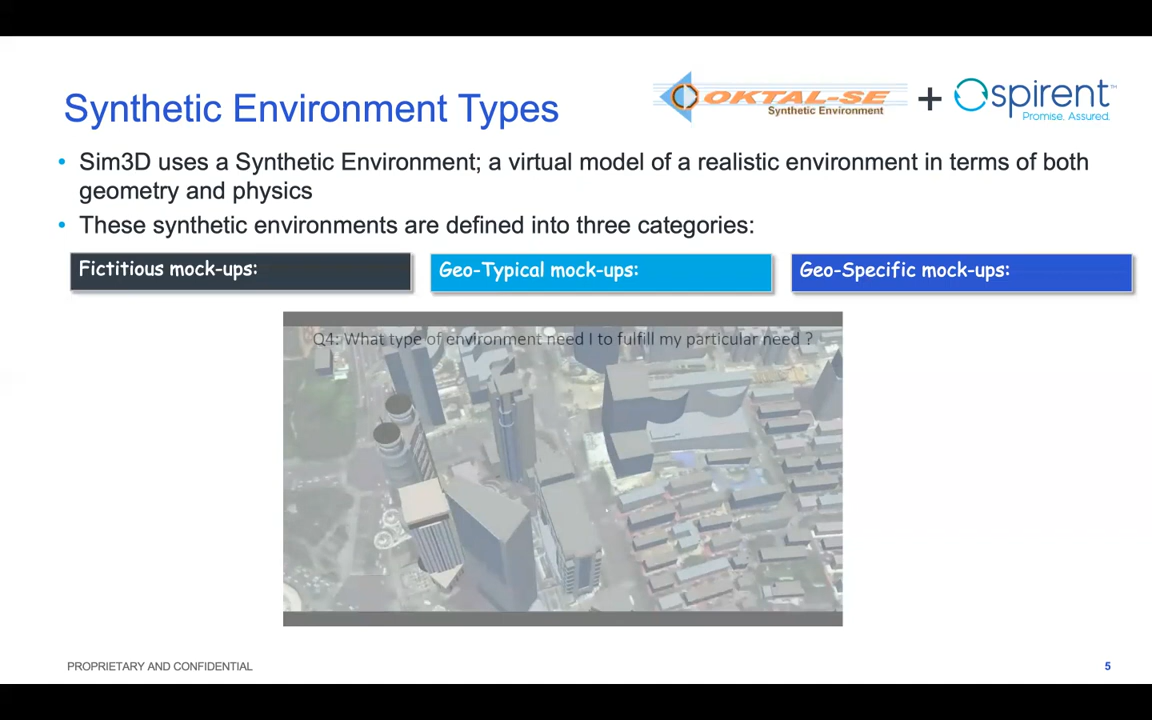 Synthetic Environment Types
OKTAL-SE
Synthetic Environment
+
spirent™
Promise. Assured.
• Sim3D uses a Synthetic Environment; a virtual model of a realistic environment in terms of both
geometry and physics
• These synthetic environments are defined into three categories:
Fictitious mock-ups:
Geo-Typical mock-ups:
Geo-Specific mock-ups:
Q4: What type of environment need I to fulfill my particular need ?
PROPRIETARY AND CONFIDENTIAL
5